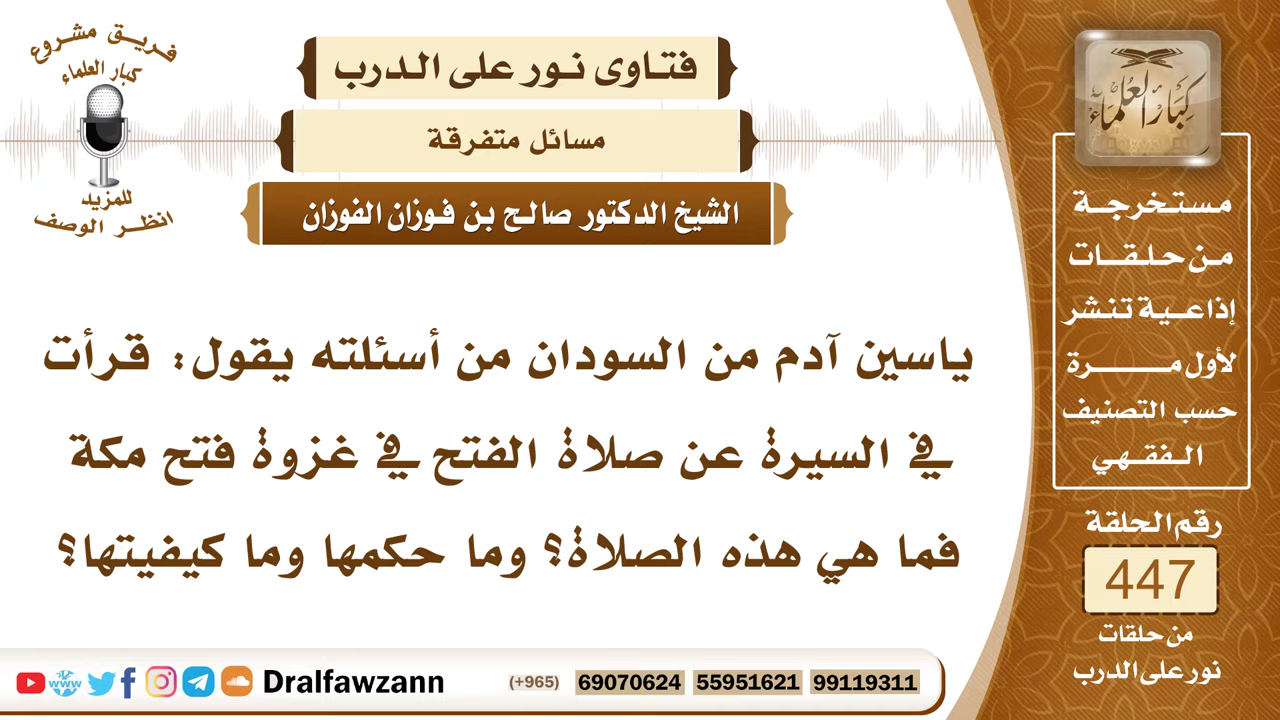 فريق مشروع
كبار العلماء
للمزيد
انظر الوصف
فتاوى نور على الدرب
مسائل متفرقة
الشيخ الدكتور صالح بن فوزان الفوزان
ياسين آدم من السودان من أسئلته يقول: قرأت
في السيرة عن صلاة الفتح في غزوة فتح مكة
فما هي هذه الصلاة؟ وما حكمها وما كيفيتها؟
كبار العلماء
مستخرجة
من حلقات
إذاعية تنشر
لأول مرة
حسب التصنيف
الفقهي
رقم الحلقة
447
من حلقات
نور على الدرب
www
Dralfawzann (+965) 69070624 55951621 99119311